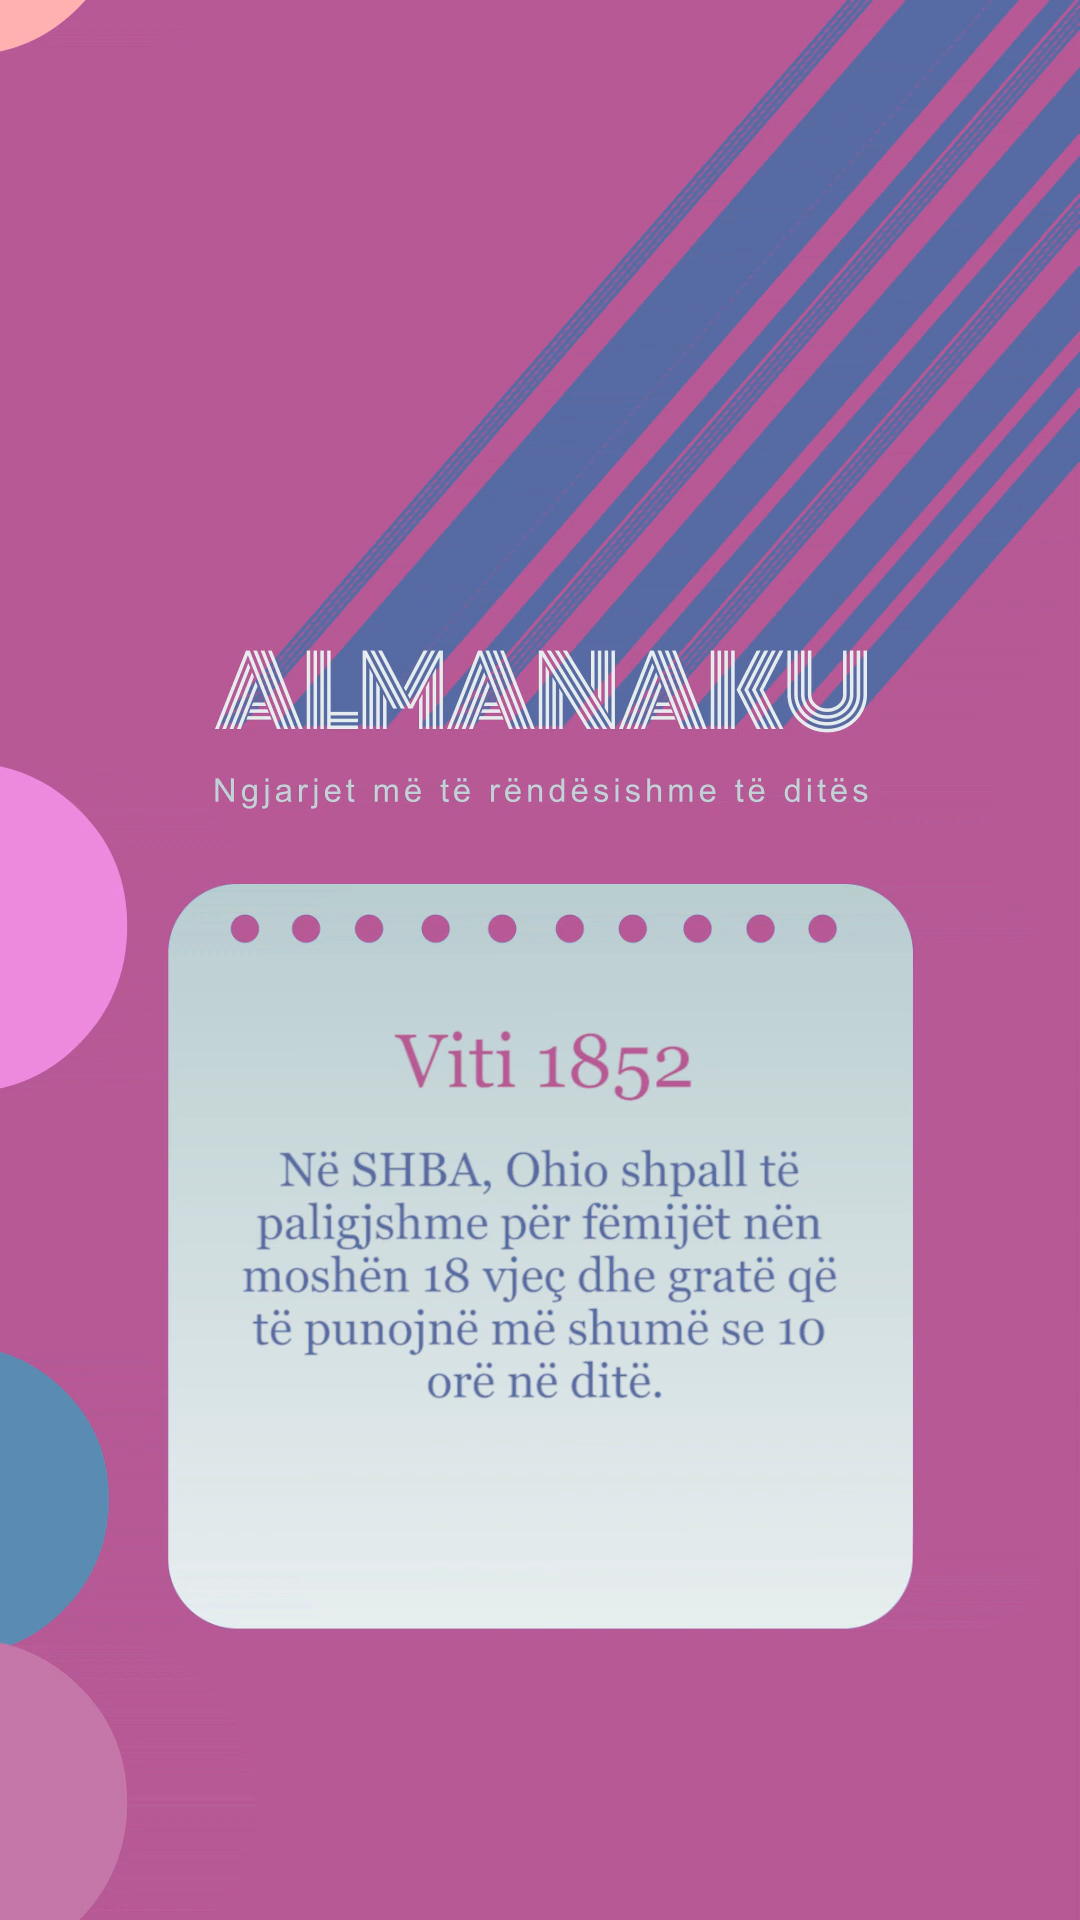 ALMANAKU
Ngjarjet më të rëndësishme të ditës
Viti 1852
Në SHBA, Ohio shpall të
paligjshme për fëmijët nën
moshën 18 vjeç dhe gratë që
të punojnë më shumë se 10
orë në ditë.